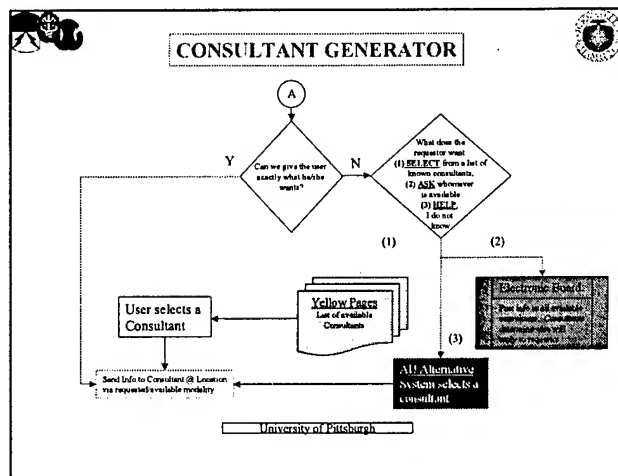 CONSULTANT GENERATOR
A
Y
Can we give the user
exactly what he/she
wants?
N
What does the
requestor want
(1) SELECT from a list of
known consultants,
(2) ASK whomever
is available
(3) HELP,
I do not
know
(1)
(2)
Electronic Board
User selects a
Consultant
Yellow Pages
List of available
Consultants
(3)
Send Info to Consultant @ Location
via requested/available modality
Alternative
System selects a
consultant
University of Pittsburgh